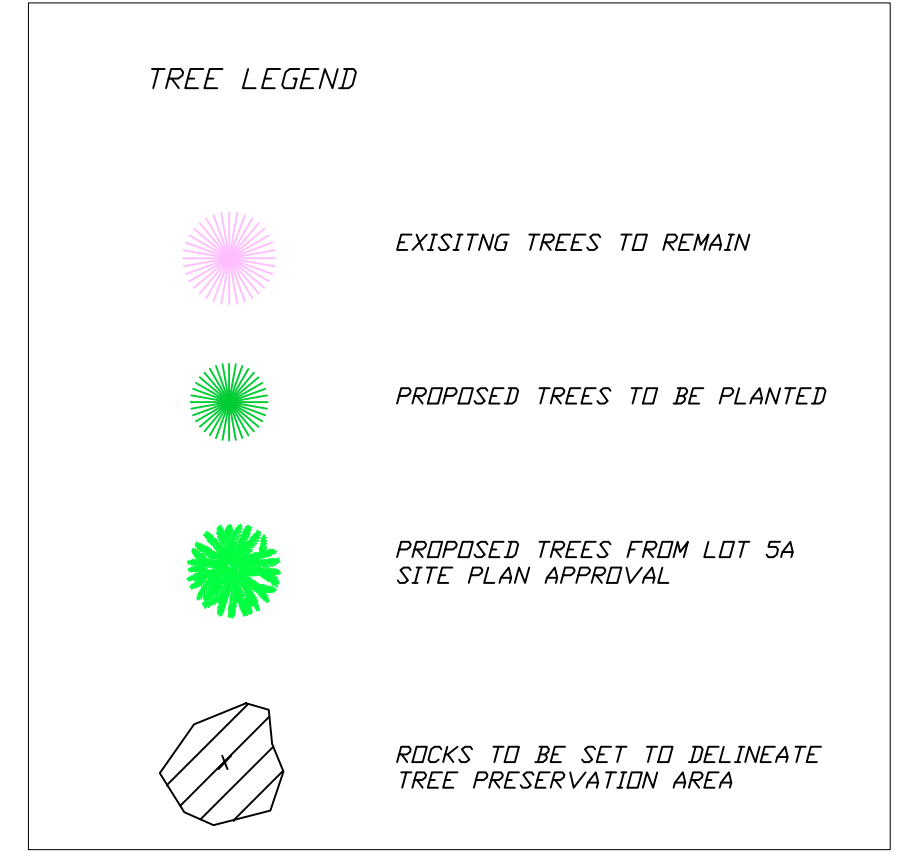 TREE LEGEND
EXISITNG TREES TO REMAIN
PROPOSED TREES TO BE PLANTED
PROPOSED TREES FROM LOT 5A
SITE PLAN APPROVAL
ROCKS TO BE SET TO DELINEATE
TREE PRESERVATION AREA